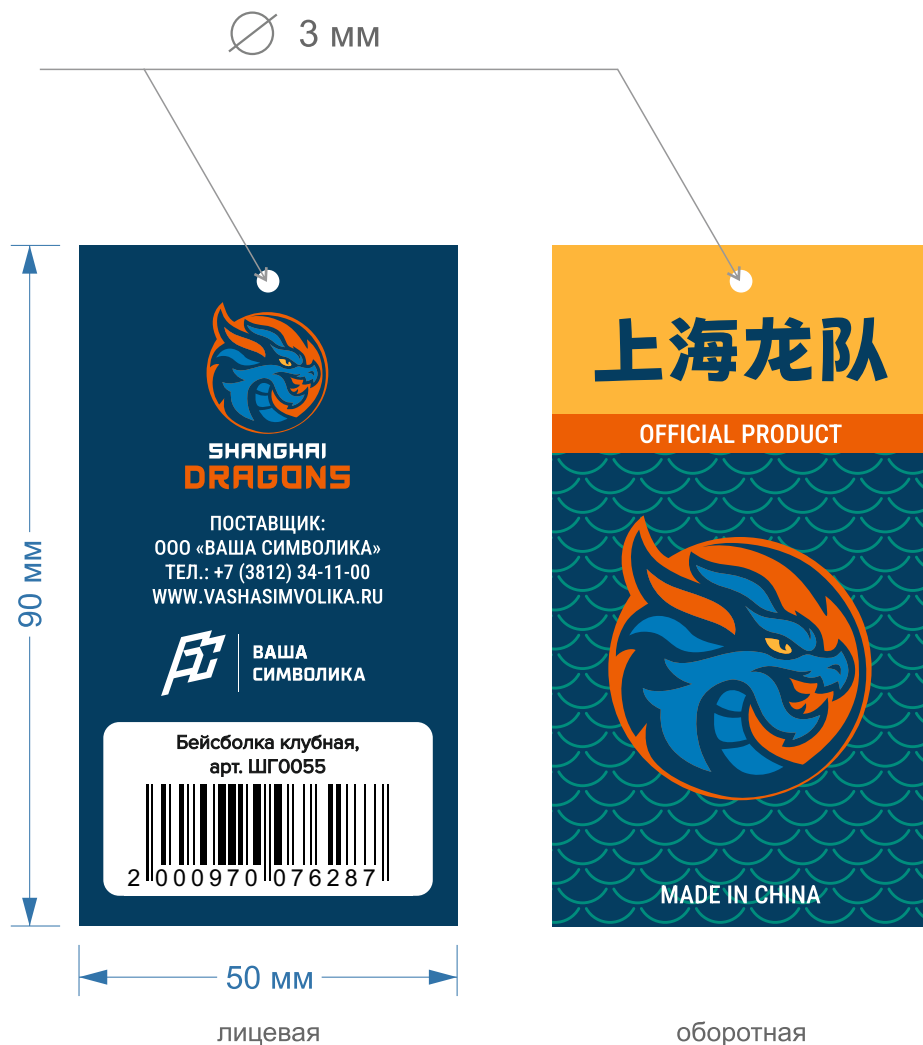 3 мм
上海龙队
OFFICIAL PRODUCT
SHANGHAI
DRAGONS
ПОСТАВЩИК:
ООО «ВАША СИМВОЛИКА»
ТЕЛ.: +7 (3812) 34-11-00
WWW.VASHASIMVOLIKA.RU
ВАША
СИМВОЛИКА
Бейсболка клубная,
арт. ШГ0055
2 000970 076287
MADE IN CHINA
90 мм
50 мм
лицевая
оборотная